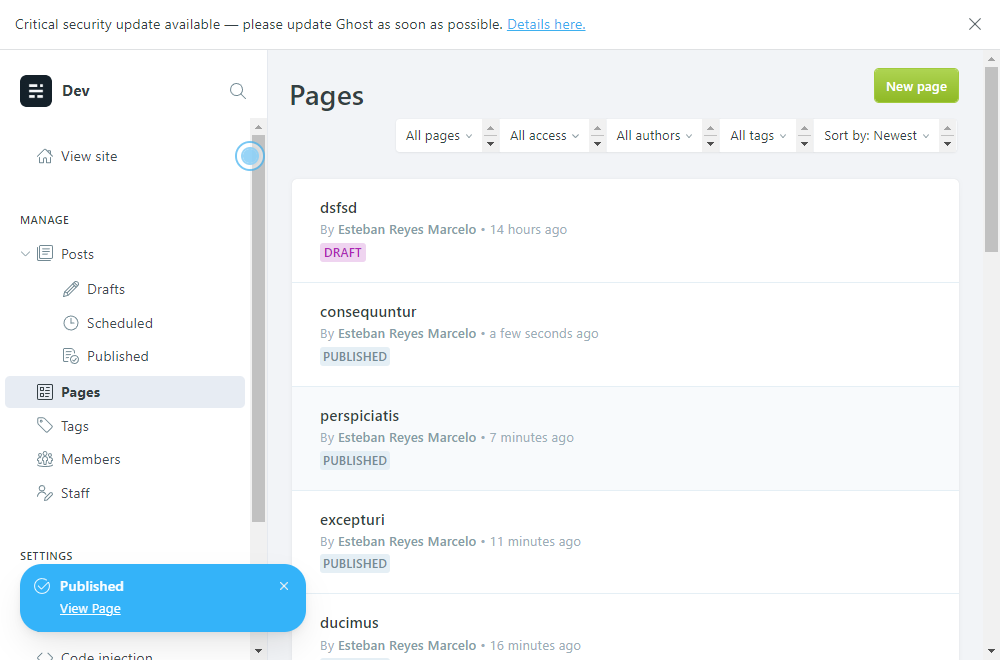 Critical security update available — please update Ghost as soon as possible. Details here.
Dev
View site
MANAGE
Posts
Drafts
Scheduled
Published
Pages
Tags
Members
Staff
SETTINGS
Code injection
Published
View Page
Pages
New page
All pages
All access
All authors
All tags
Sort by: Newest
dsfsd
By Esteban Reyes Marcelo • 14 hours ago
DRAFT
consequuntur
By Esteban Reyes Marcelo • a few seconds ago
PUBLISHED
perspiciatis
By Esteban Reyes Marcelo • 7 minutes ago
PUBLISHED
excepturi
By Esteban Reyes Marcelo • 11 minutes ago
PUBLISHED
ducimus
By Esteban Reyes Marcelo • 16 minutes ago